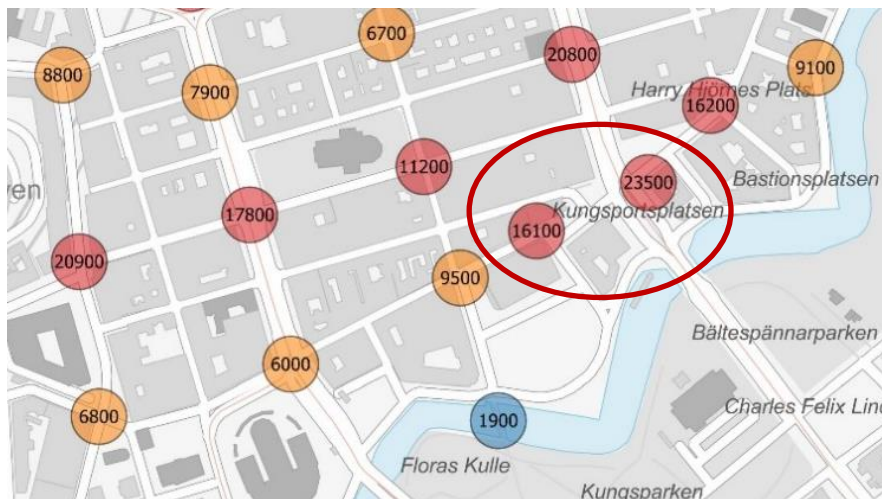 6700
20800
8800
7900
Harry Hjörnes Plats
9100
16200
11200
23500
Bastionsplatsen
Kungsportsplatsen
17800
16100
20900
9500
Bältespännarparken
6000
6800
1900
Charles Felix
Floras Kulle
Kungsparken